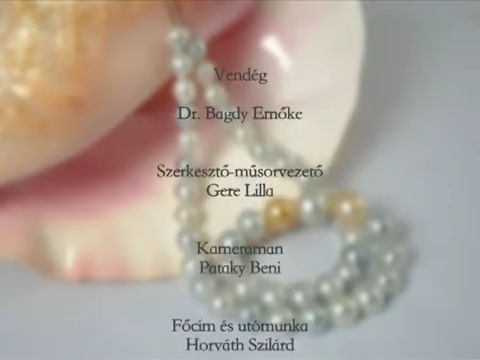 Vendég
Dr. Bagdy Emőke
Szerkesztő-műsorvezető
Gere Lilla
Kameraman
Pataky Beni
Főcím és utómunka
Horváth Szilárd